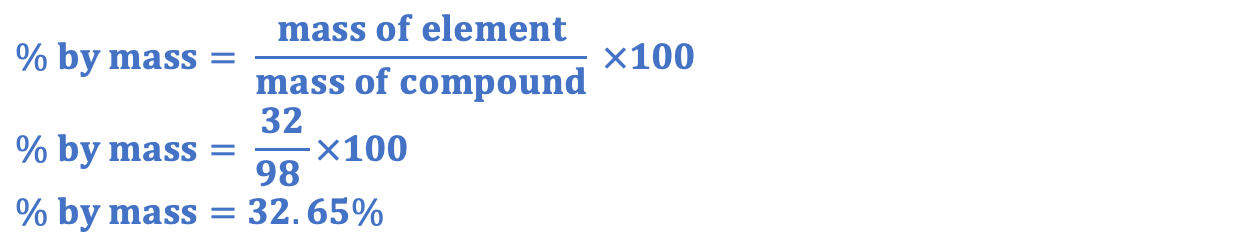 % by mass = mass of element / mass of compound ×100
% by mass = 32 / 98 ×100
% by mass = 32.65%